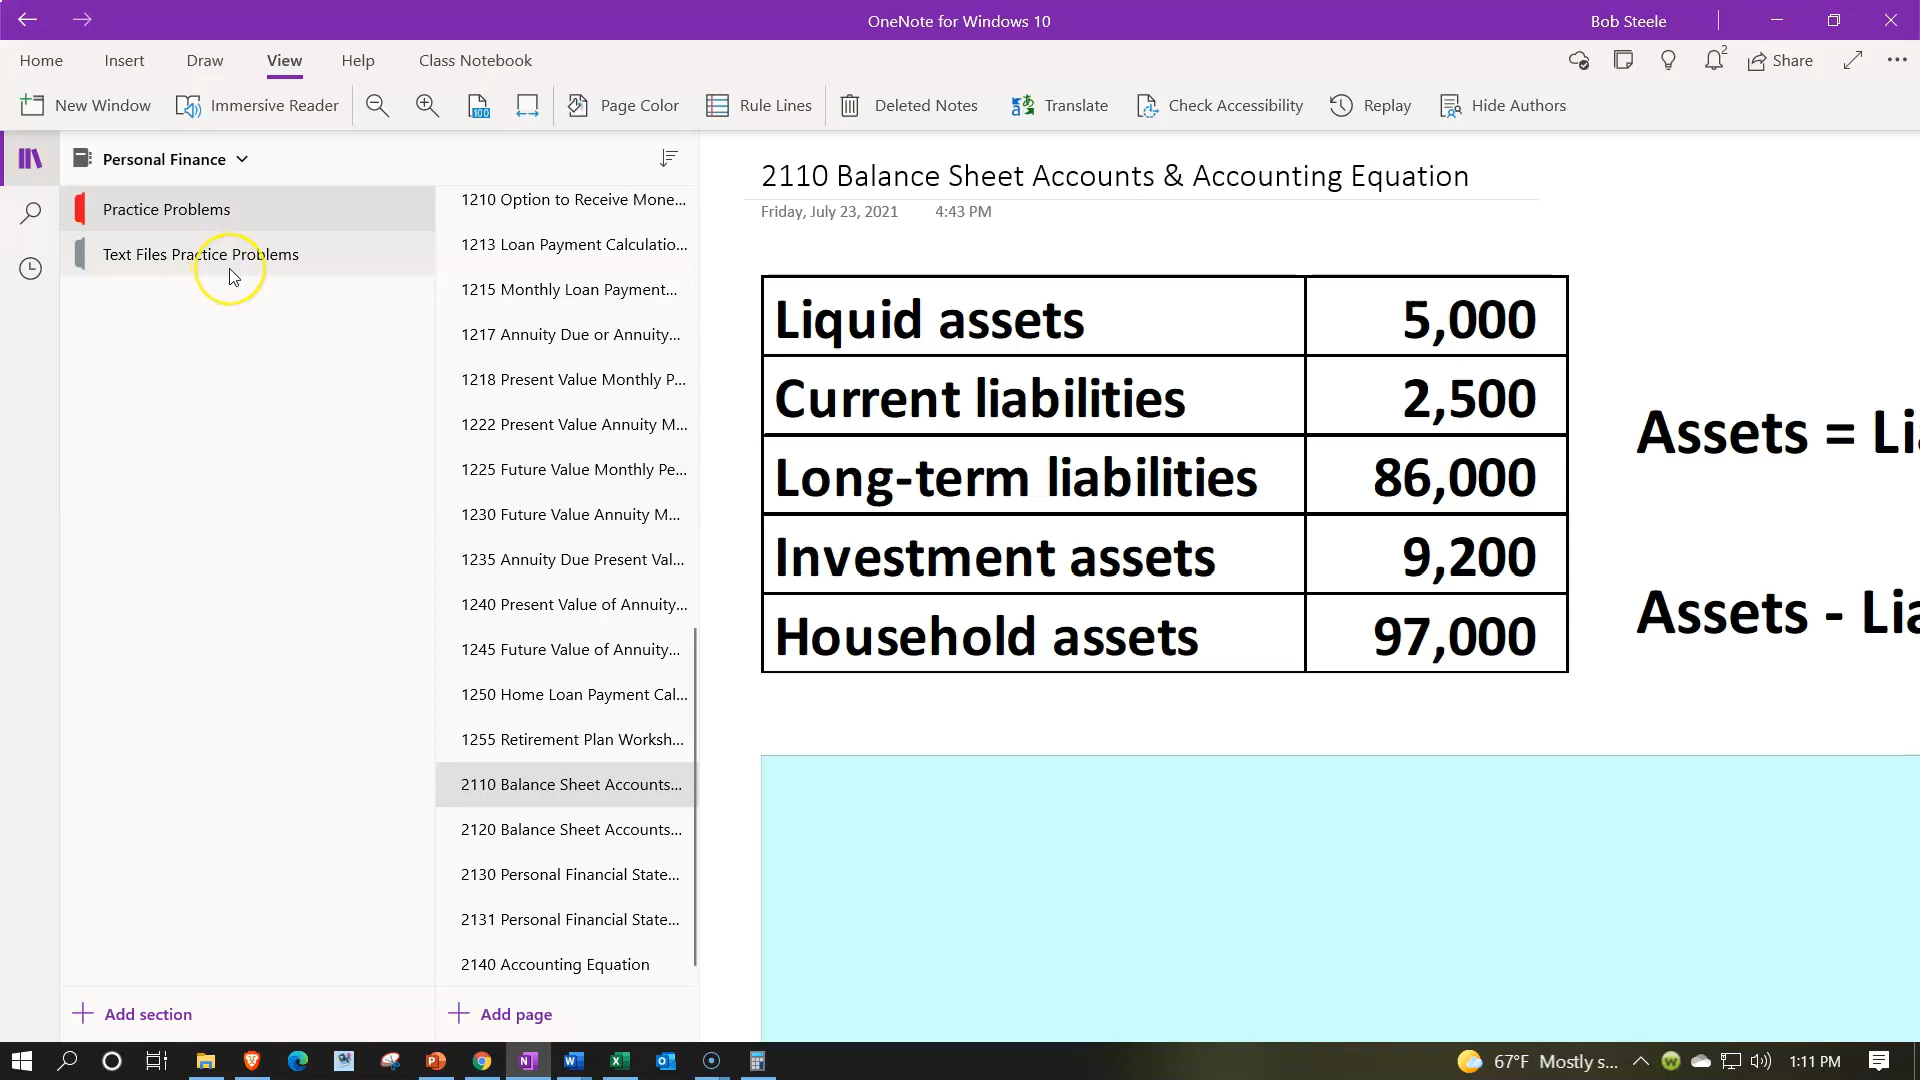 OneNote for Windows 10
Bob Steele
Home Insert Draw View Help Class Notebook
2
Share
New Window Immersive Reader 100 Page Color Rule Lines Deleted Notes Translate Check Accessibility Replay Hide Authors
Personal Finance
Practice Problems
Text Files Practice Problems
Add section
1210 Option to Receive Mone...
1213 Loan Payment Calculatio...
1215 Monthly Loan Payment...
1217 Annuity Due or Annuity...
1218 Present Value Monthly P...
1222 Present Value Annuity M...
1225 Future Value Monthly Pe...
1230 Future Value Annuity M...
1235 Annuity Due Present Val...
1240 Present Value of Annuity...
1245 Future Value of Annuity...
1250 Home Loan Payment Cal...
1255 Retirement Plan Worksh...
2110 Balance Sheet Accounts...
2120 Balance Sheet Accounts...
2130 Personal Financial State...
2131 Personal Financial State...
2140 Accounting Equation
Add page
2110 Balance Sheet Accounts & Accounting Equation
Friday, July 23, 2021 4:43 PM
Liquid assets 5,000
Current liabilities 2,500
Long-term liabilities 86,000
Investment assets 9,200
Household assets 97,000
Assets = Lia
Assets - Lia
67°F Mostly s...
1:11 PM